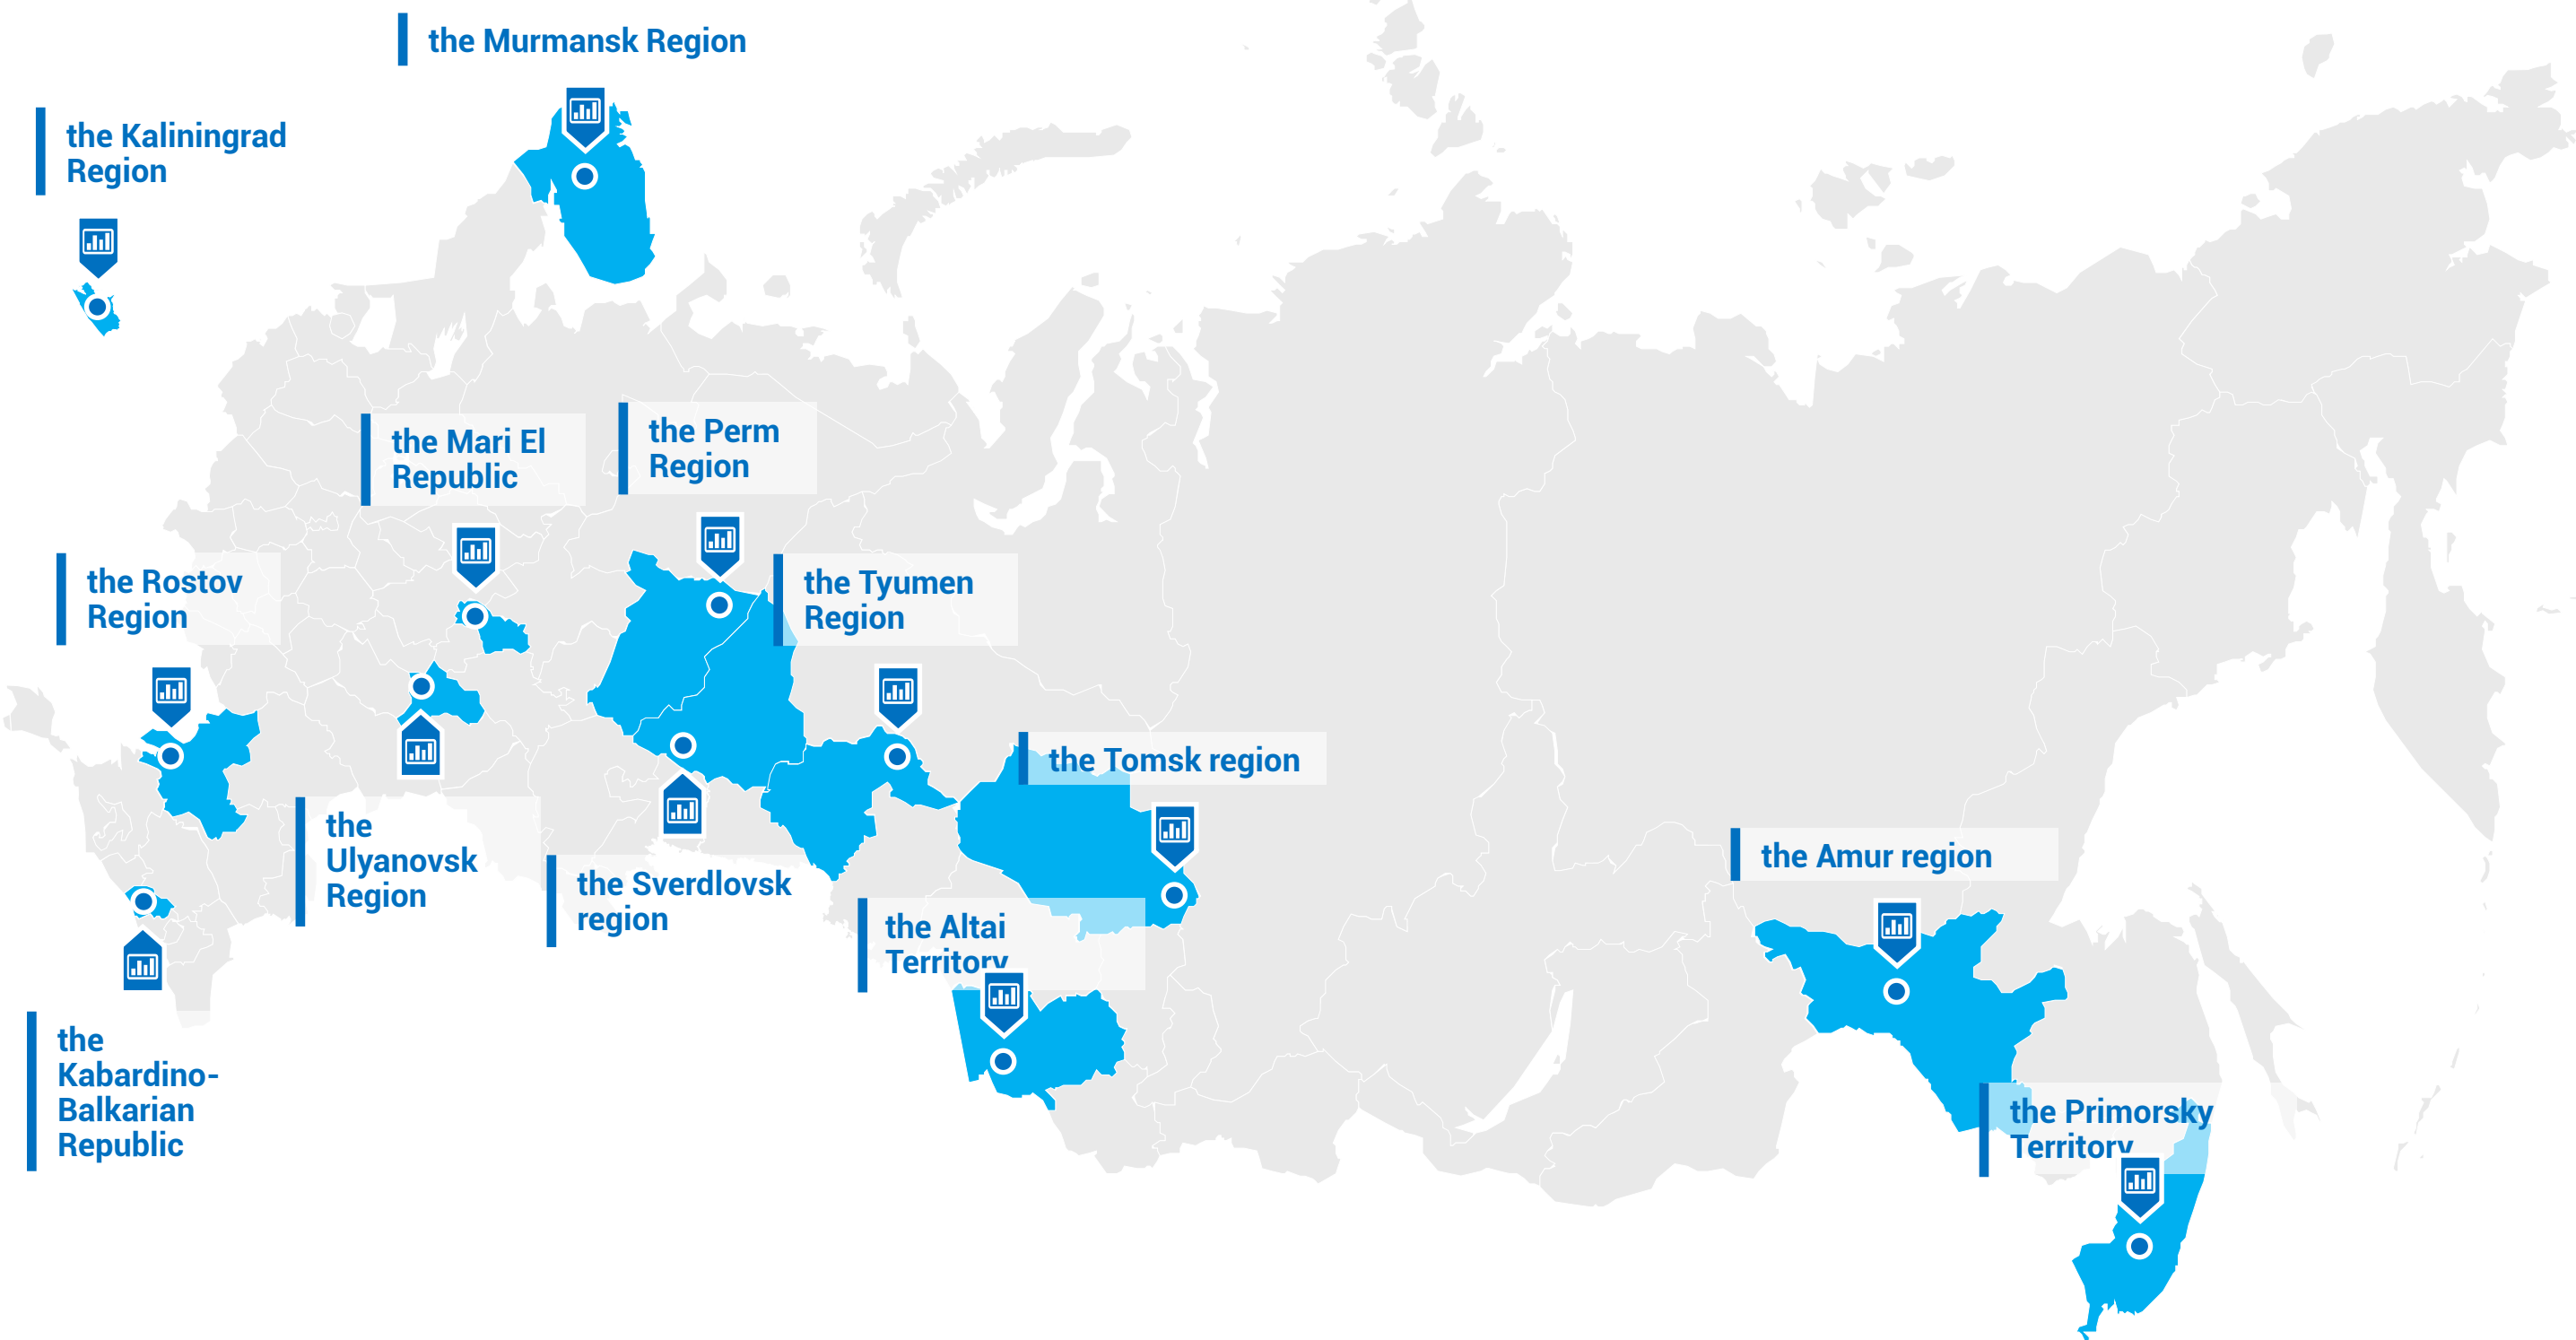 the Murmansk Region
the Kaliningrad
Region
the Mari El
Republic
the Perm
Region
the Rostov
Region
the Tyumen
Region
the Tomsk region
the
Ulyanovsk
Region
the Sverdlovsk
region
the Altai
Territory
the Amur region
the
Kabardino-
Balkarian
Republic
the Primorsky
Territory